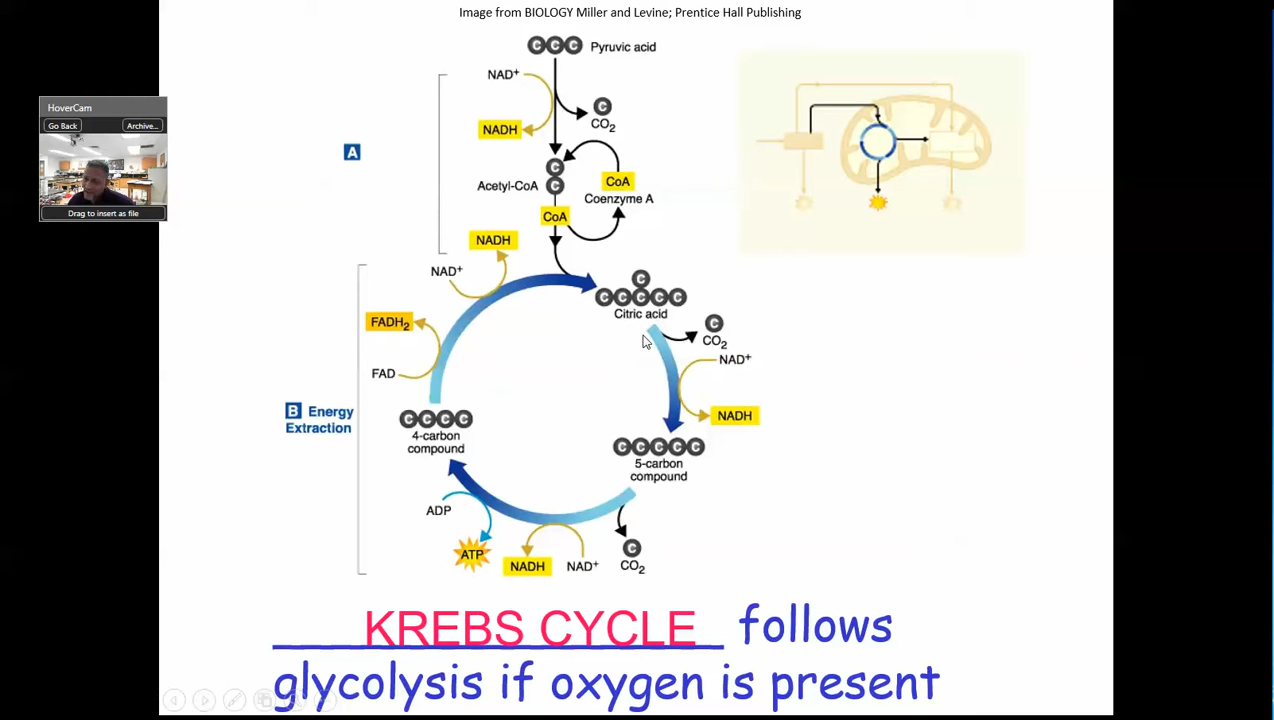 Image from BIOLOGY Miller and Levine; Prentice Hall Publishing
HoverCam
Go Back
Archive...
Drag to insert as file
C C C
Pyruvic acid
NAD+
NADH
C
CO2
A
C
C
Acetyl-CoA
CoA
Coenzyme A
CoA
NADH
NAD+
C
C C C C C
Citric acid
FADH2
FAD
C
CO2
NAD+
NADH
B Energy
Extraction
C C C C
4-carbon
compound
C C C C C
5-carbon
compound
ADP
ATP
NADH
NAD+
C
CO2
KREBS CYCLE follows
glycolysis if oxygen is present